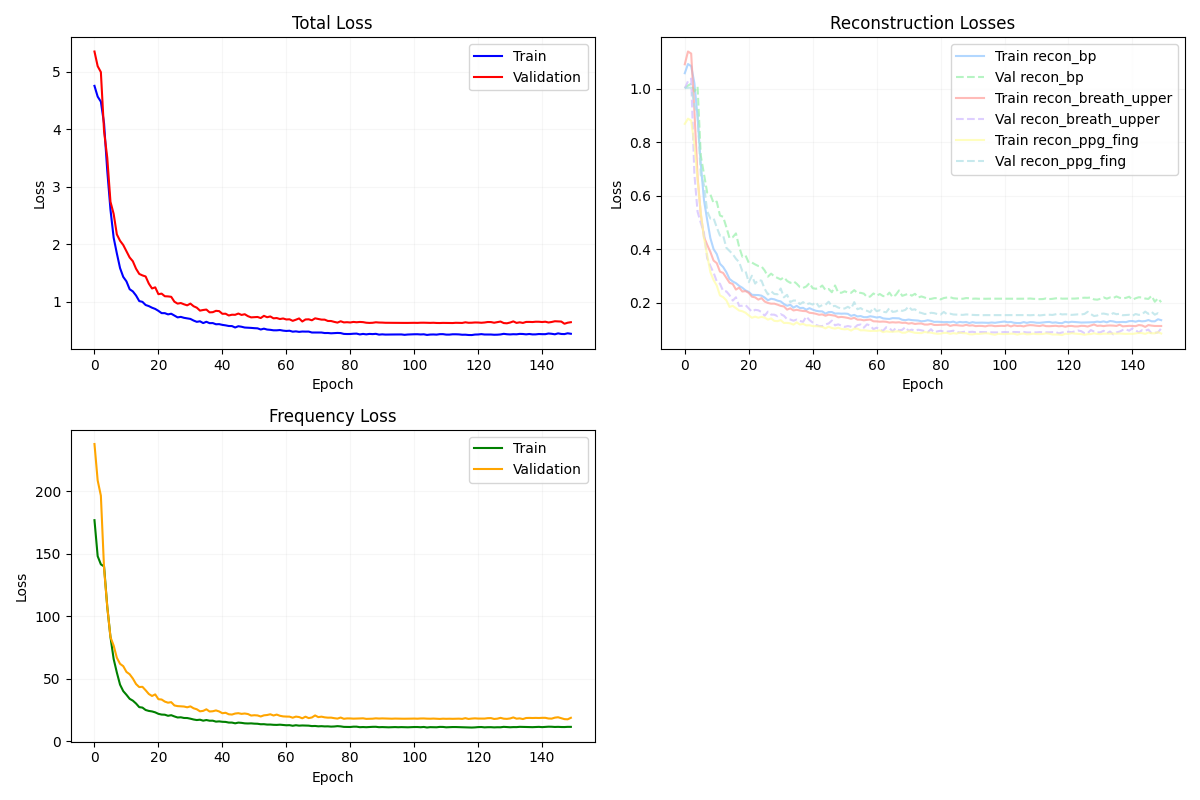 Total Loss
Train
Validation
5
4
3
2
1
Loss
0 20 40 60 80 100 120 140
Epoch
Reconstruction Losses
Train recon_bp
Val recon_bp
Train recon_breath_upper
Val recon_breath_upper
Train recon_ppg_fing
Val recon_ppg_fing
1.0
0.8
0.6
0.4
0.2
Loss
0 20 40 60 80 100 120 140
Epoch
Frequency Loss
Train
Validation
200
150
100
50
0
Loss
0 20 40 60 80 100 120 140
Epoch